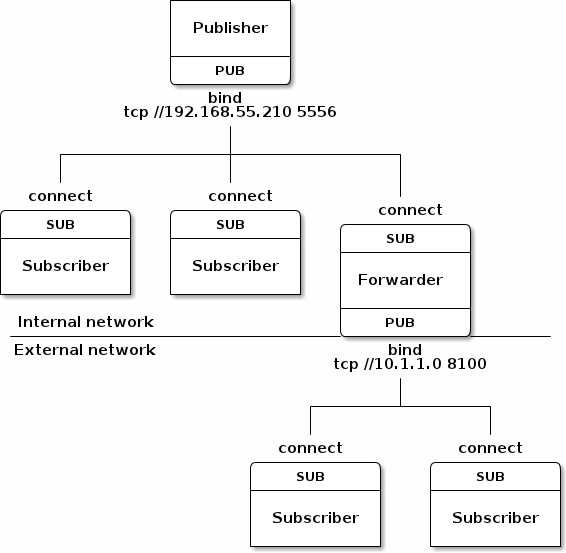 Publisher
PUB
bind
tcp //192.168.55.210 5556
connect
connect
connect
SUB
SUB
SUB
Subscriber
Subscriber
Forwarder
PUB
Internal network
External network
bind
tcp //10.1.1.0 8100
connect
connect
SUB
SUB
Subscriber
Subscriber